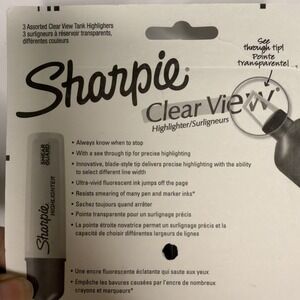 3 Assorted Clear View Tank Highlighters
3 surligneurs à réservoir transparents,
différentes couleurs
See
through tip!
Pointe
transparente!
Sharpie®
Clear View®
Highlighter/Surligneurs
• Always know when to stop
• With a see through tip for precise highlighting
• Innovative, blade-style tip delivers precise highlighting with the ability
to select different line width
• Ultra-vivid fluorescent ink jumps off the page
• Resists smearing of many pen and marker inks*
• Sachez toujours quand arrêter
• Pointe transparente pour un surlignage précis
• La pointe étroite novatrice permet un surlignage précis et la
capacité de choisir différentes largeurs de lignes
• Une encre fluorescente éclatante qui saute aux yeux
• Empêche les bavures causées par l'encre de nombreux
crayons et marqueurs*
Sharpie
HIGHLIGHTER